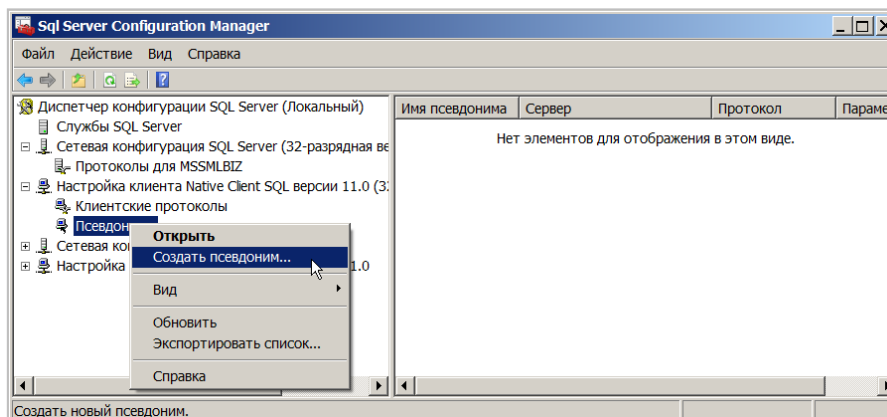 Sql Server Configuration Manager
Файл Действие Вид Справка
Диспетчер конфигурации SQL Server (Локальный)
Службы SQL Server
Сетевая конфигурация SQL Server (32-разрядная ве
Протоколы для MSSMLBIZ
Настройка клиента Native Client SQL версии 11.0 (3
Клиентские протоколы
Псевдон
Сетевая ко
Настройка 1.0
Открыть
Создать псевдоним...
Вид
Обновить
Экспортировать список...
Справка
Имя псевдонима Сервер Протокол Параме
Нет элементов для отображения в этом виде.
Создать новый псевдоним.